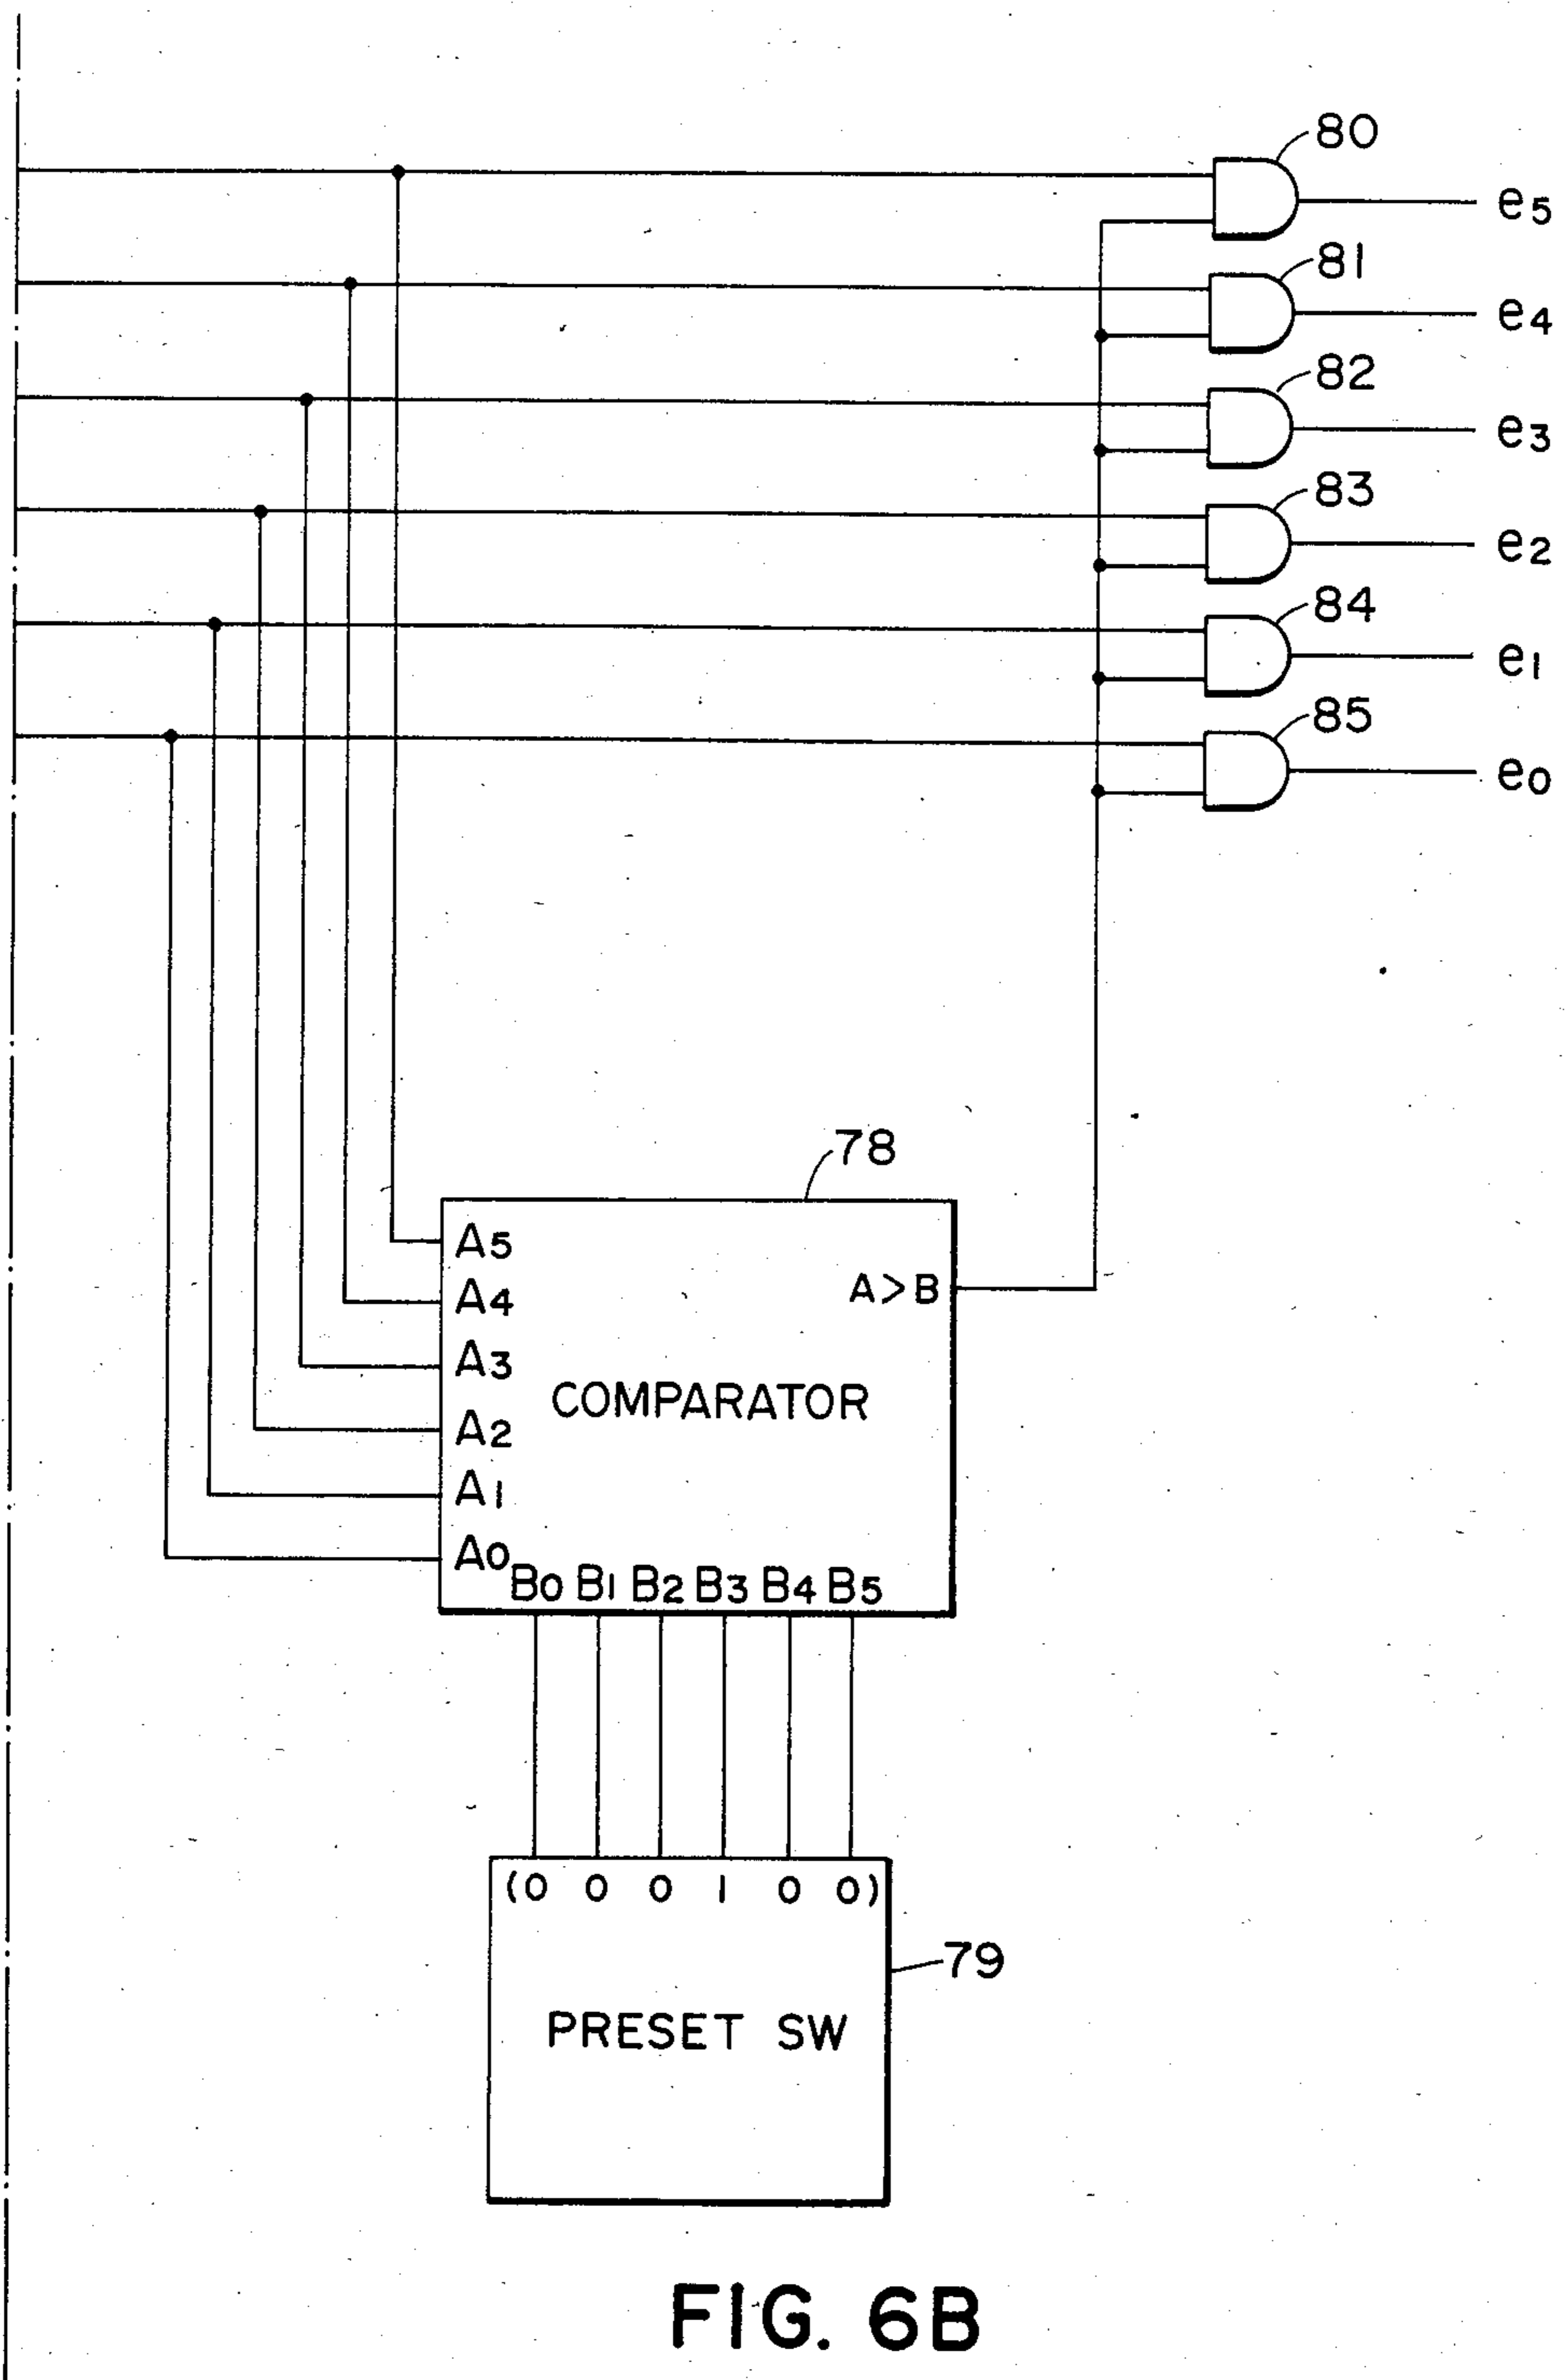 80
e5
81
e4
82
e3
83
e2
84
e1
85
e0
78
A5
A4
A>B
A3
COMPARATOR
A2
A1
A0
B0 B1 B2 B3 B4 B5
(0 0 0 1 0 0)
79
PRESET SW
FIG. 6B